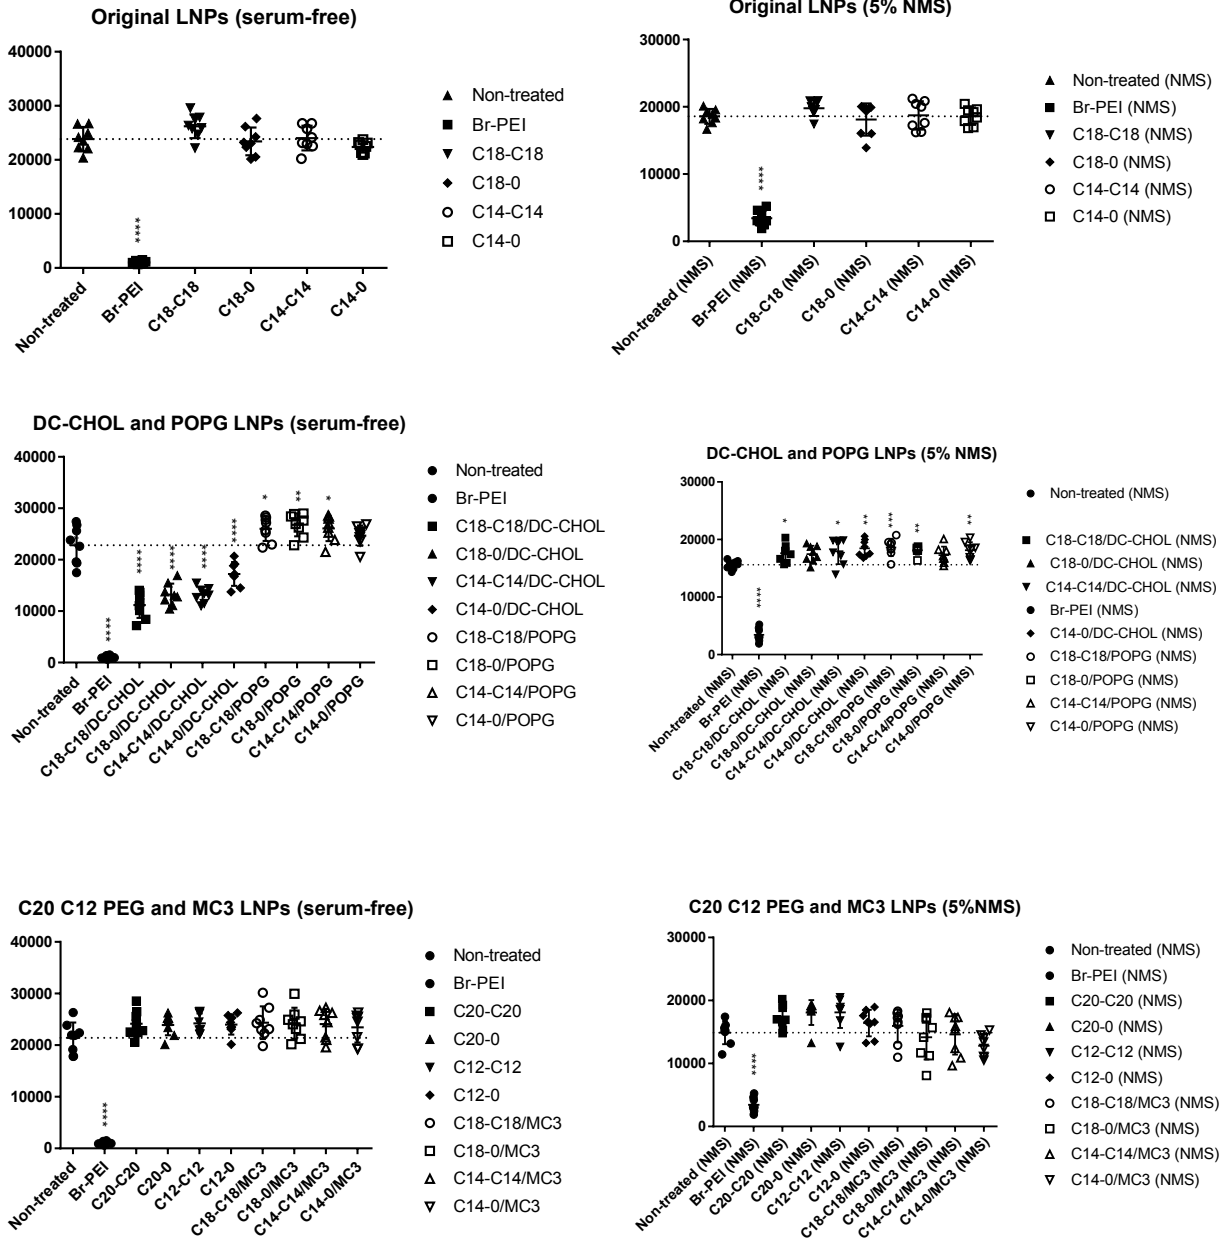 Original LNPs (serum-free)
40000
30000
20000
10000
0
****
Non-treated
Br-PEI
C18-C18
C18-0
C14-C14
C14-0
Non-treated
Br-PEI
C18-C18
C18-0
C14-C14
C14-0
Original LNPs (5% NMS)
30000
20000
10000
0
****
Non-treated (NMS)
Br-PEI (NMS)
C18-C18 (NMS)
C18-0 (NMS)
C14-C14 (NMS)
C14-0 (NMS)
Non-treated (NMS)
Br-PEI (NMS)
C18-C18 (NMS)
C18-0 (NMS)
C14-C14 (NMS)
C14-0 (NMS)
DC-CHOL and POPG LNPs (serum-free)
40000
30000
20000
10000
0
****
****
****
****
****
*
**
*
Non-treated
Br-PEI
C18-C18/DC-CHOL
C18-0/DC-CHOL
C14-C14/DC-CHOL
C14-0/DC-CHOL
C18-C18/POPG
C18-0/POPG
C14-C14/POPG
C14-0/POPG
Non-treated
Br-PEI
C18-C18/DC-CHOL
C18-0/DC-CHOL
C14-C14/DC-CHOL
C14-0/DC-CHOL
C18-C18/POPG
C18-0/POPG
C14-C14/POPG
C14-0/POPG
DC-CHOL and POPG LNPs (5% NMS)
30000
20000
10000
0
****
*
*
**
****
**
**
Non-treated (NMS)
Br-PEI (NMS)
C18-C18/DC-CHOL (NMS)
C18-0/DC-CHOL (NMS)
C14-C14/DC-CHOL (NMS)
C14-0/DC-CHOL (NMS)
C18-C18/POPG (NMS)
C18-0/POPG (NMS)
C14-C14/POPG (NMS)
C14-0/POPG (NMS)
Non-treated (NMS)
C18-C18/DC-CHOL (NMS)
C18-0/DC-CHOL (NMS)
C14-C14/DC-CHOL (NMS)
Br-PEI (NMS)
C14-0/DC-CHOL (NMS)
C18-C18/POPG (NMS)
C18-0/POPG (NMS)
C14-C14/POPG (NMS)
C14-0/POPG (NMS)
C20 C12 PEG and MC3 LNPs (serum-free)
40000
30000
20000
10000
0
****
Non-treated
Br-PEI
C20-C20
C20-0
C12-C12
C12-0
C18-C18/MC3
C18-0/MC3
C14-C14/MC3
C14-0/MC3
Non-treated
Br-PEI
C20-C20
C20-0
C12-C12
C12-0
C18-C18/MC3
C18-0/MC3
C14-C14/MC3
C14-0/MC3
C20 C12 PEG and MC3 LNPs (5%NMS)
30000
20000
10000
0
****
Non-treated (NMS)
Br-PEI (NMS)
C20-C20 (NMS)
C20-0 (NMS)
C12-C12 (NMS)
C12-0 (NMS)
C18-C18/MC3 (NMS)
C18-0/MC3 (NMS)
C14-C14/MC3 (NMS)
C14-0/MC3 (NMS)
Non-treated (NMS)
Br-PEI (NMS)
C20-C20 (NMS)
C20-0 (NMS)
C12-C12 (NMS)
C12-0 (NMS)
C18-C18/MC3 (NMS)
C18-0/MC3 (NMS)
C14-C14/MC3 (NMS)
C14-0/MC3 (NMS)